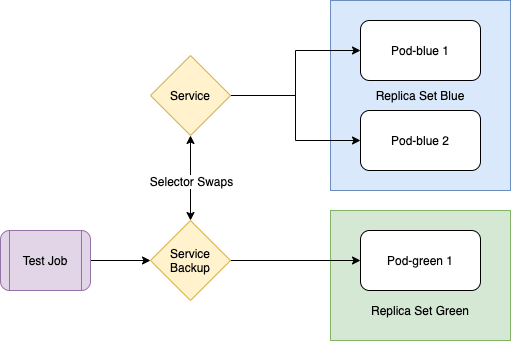 Pod-blue 1
Service
Replica Set Blue
Pod-blue 2
Selector Swaps
Test Job
Service
Backup
Pod-green 1
Replica Set Green